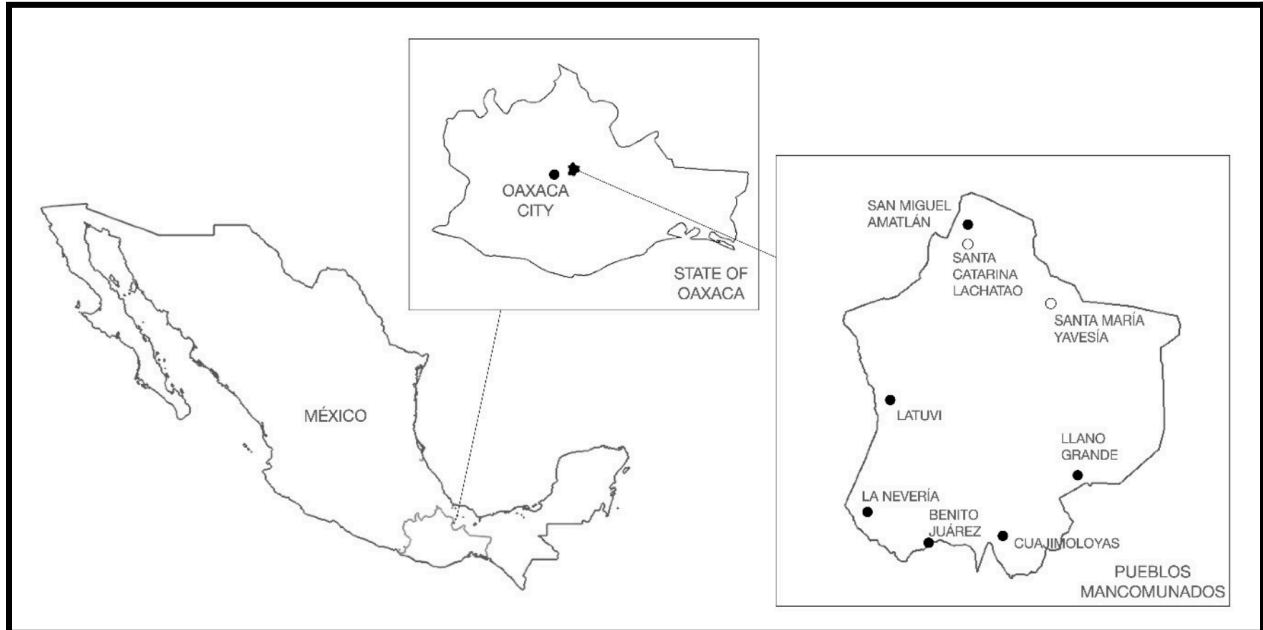 MÉXICO
OAXACA
CITY
STATE OF
OAXACA
SAN MIGUEL
AMATLÁN
SANTA
CATARINA
LACHATAO
SANTA MARÍA
YAVESÍA
LATUVI
LLANO
GRANDE
LA NEVERÍA
BENITO
JUÁREZ
CUAJIMOLOYAS
PUEBLOS
MANCOMUNADOS